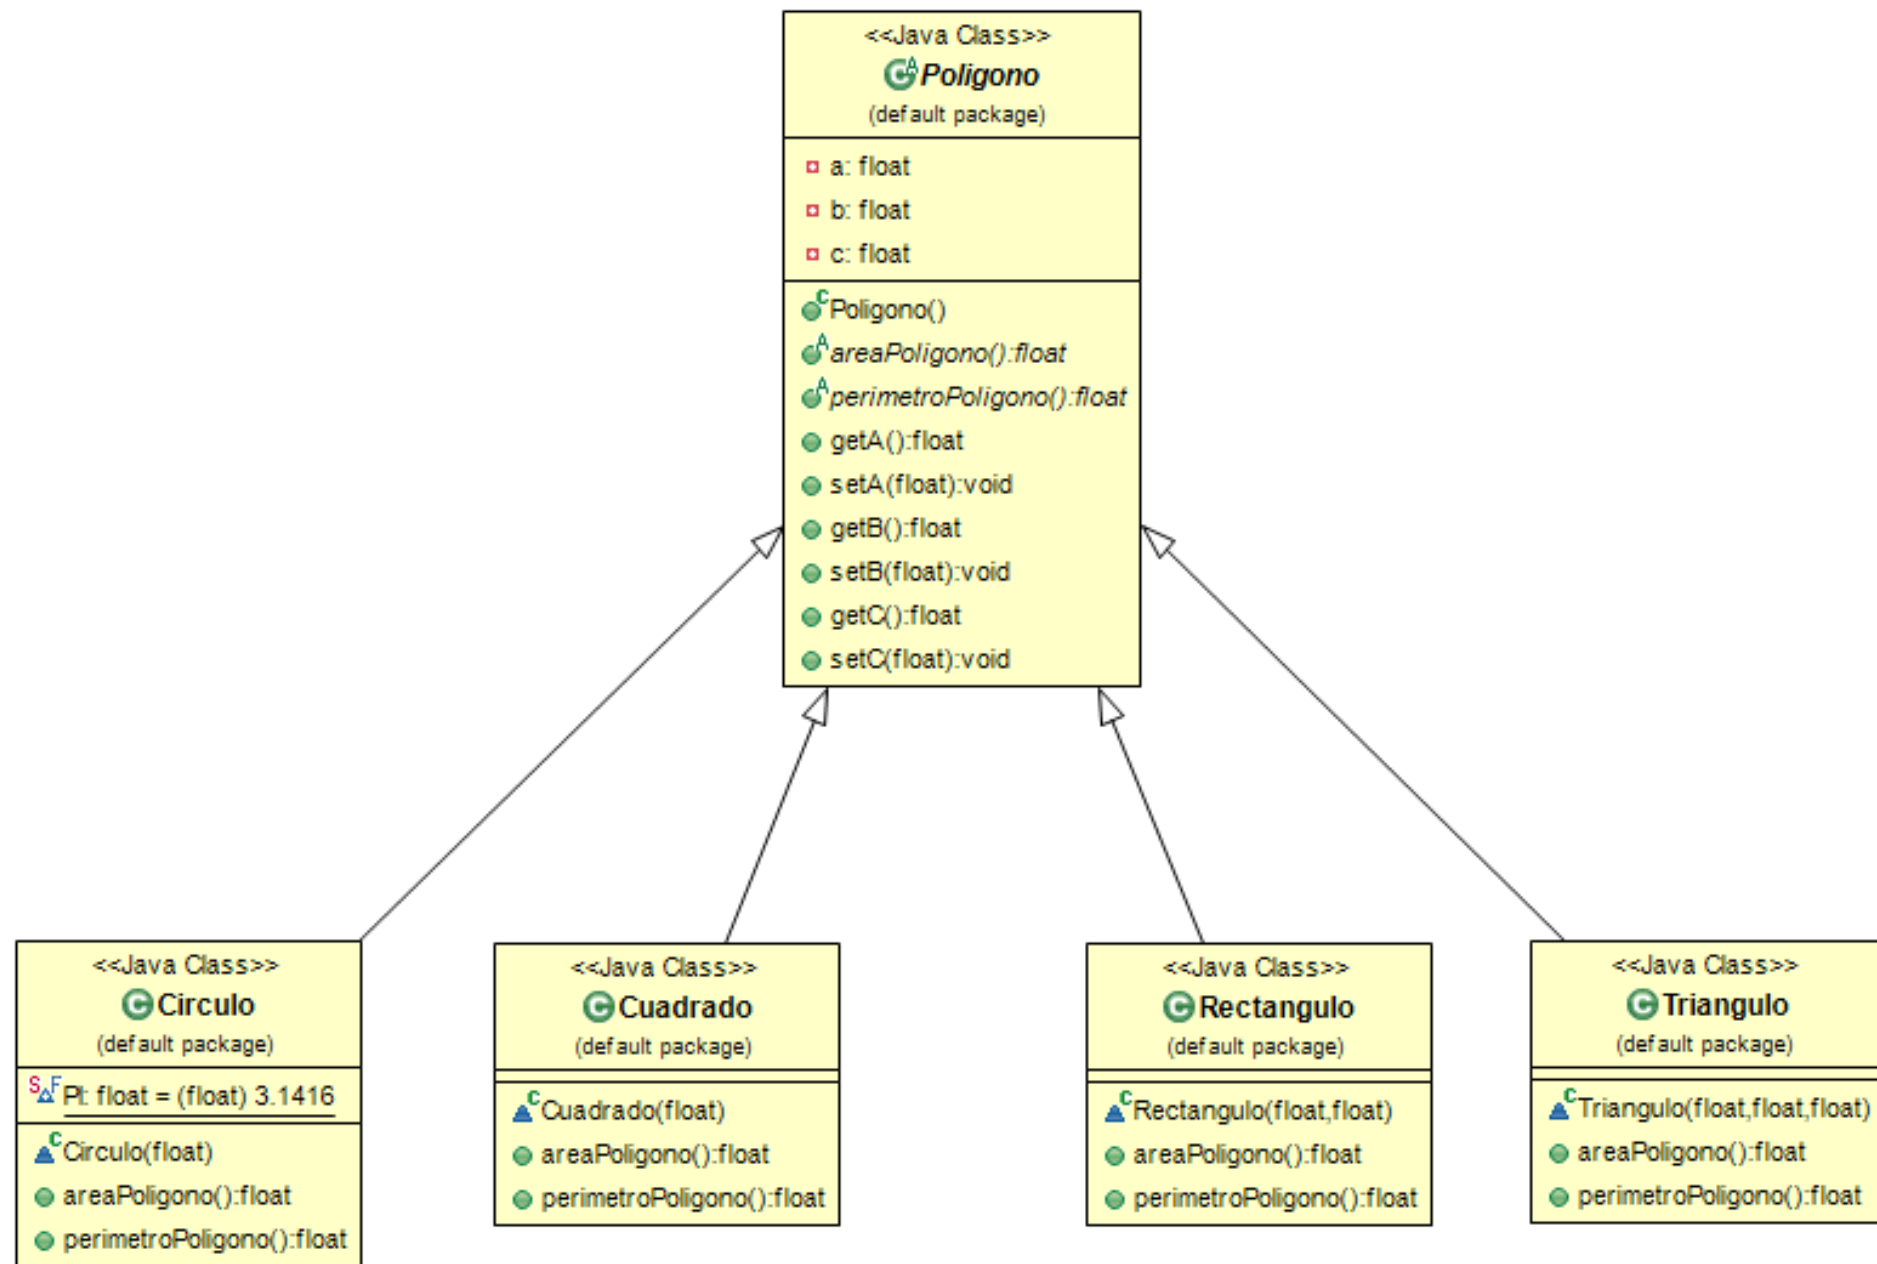 <<Java Class>>
Poligono
(default package)
a: float
b: float
c: float
Poligono()
areaPoligono():float
perimetroPoligono():float
getA():float
setA(float):void
getB():float
setB(float):void
getC():float
setC(float):void
<<Java Class>>
Circulo
(default package)
PI: float = (float) 3.1416
Circulo(float)
areaPoligono():float
perimetroPoligono():float
<<Java Class>>
Cuadrado
(default package)
Cuadrado(float)
areaPoligono():float
perimetroPoligono():float
<<Java Class>>
Rectangulo
(default package)
Rectangulo(float,float)
areaPoligono():float
perimetroPoligono():float
<<Java Class>>
Triangulo
(default package)
Triangulo(float,float,float)
areaPoligono():float
perimetroPoligono():float